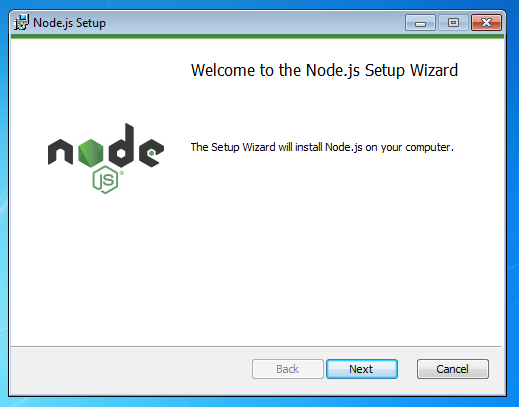 Node.js Setup
Welcome to the Node.js Setup Wizard
node
JS®
The Setup Wizard will install Node.js on your computer.
Back
Next
Cancel